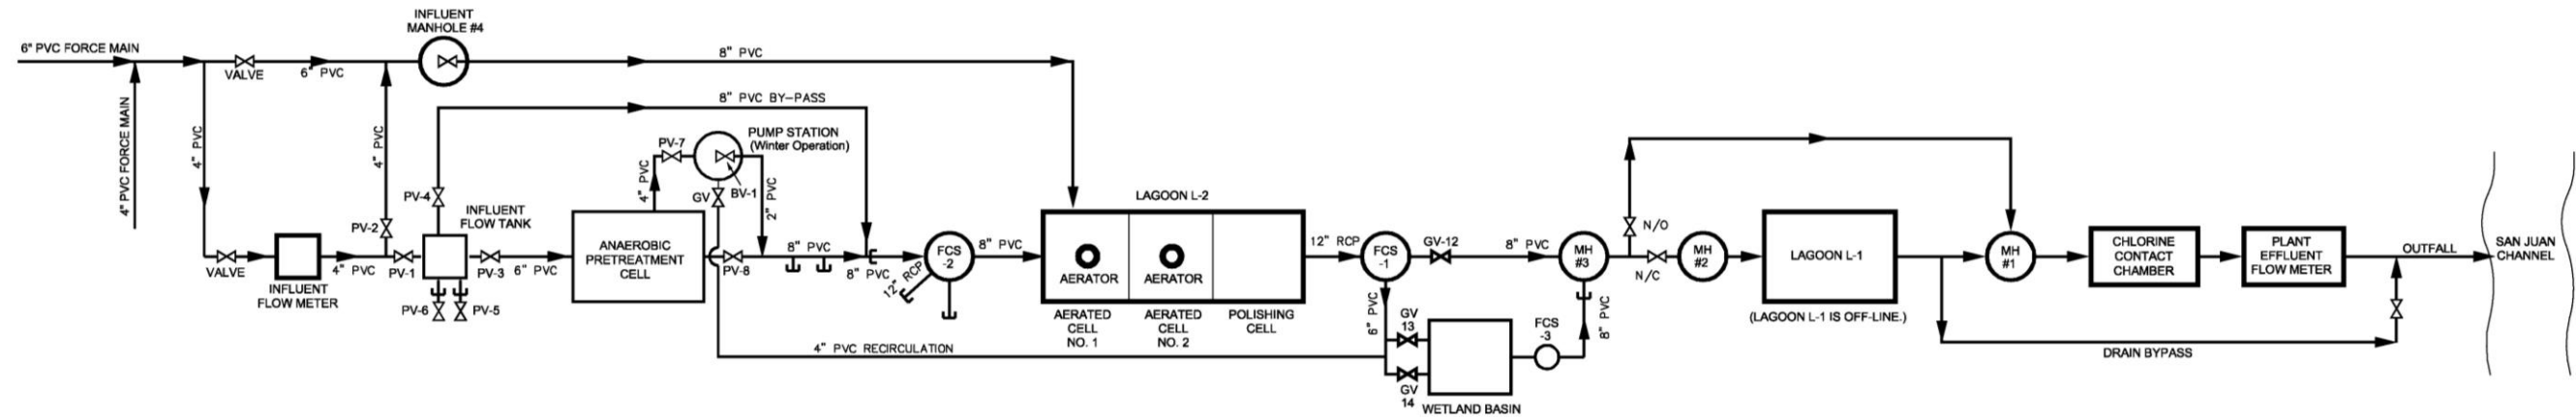 6" PVC FORCE MAIN
4" PVC FORCE MAIN
VALVE
6" PVC
INFLUENT
MANHOLE #4
8" PVC
4" PVC
4" PVC
8" PVC BY-PASS
VALVE
INFLUENT
FLOW METER
4" PVC
PV-2
PV-1
PV-4
INFLUENT
FLOW TANK
PV-3
PV-6
PV-5
6" PVC
ANAEROBIC
PRETREATMENT
CELL
4" PVC
PV-7
PUMP STATION
(Winter Operation)
BV-1
GV
2" PVC
PV-8
8" PVC
8" PVC
12" RCP
FCS
-2
8" PVC
4" PVC RECIRCULATION
LAGOON L-2
AERATOR
AERATOR
AERATED
CELL
NO. 1
AERATED
CELL
NO. 2
POLISHING
CELL
12" RCP
FCS
-1
GV-12
6" PVC
GV
13
GV
14
WETLAND BASIN
FCS
-3
8" PVC
8" PVC
MH
#3
N/O
N/C
MH
#2
LAGOON L-1
(LAGOON L-1 IS OFF-LINE.)
MH
#1
CHLORINE
CONTACT
CHAMBER
PLANT
EFFLUENT
FLOW METER
DRAIN BYPASS
OUTFALL
SAN JUAN
CHANNEL